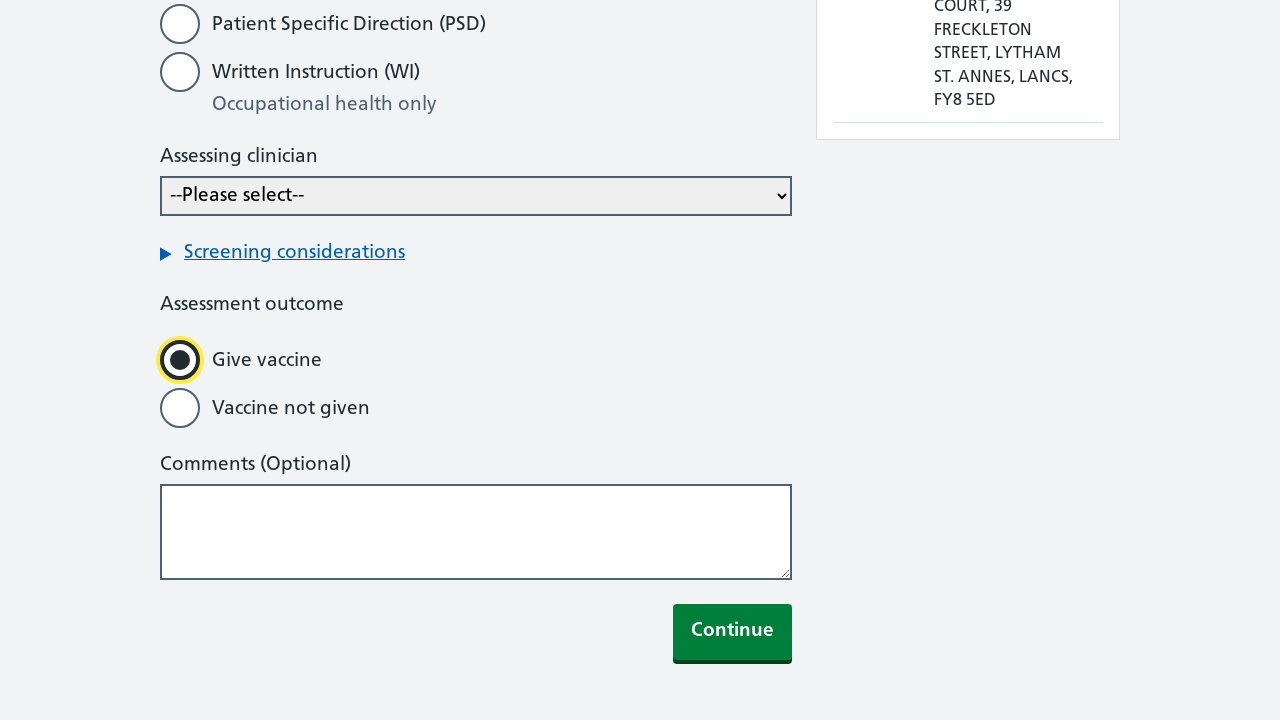 Patient Specific Direction (PSD)
Written Instruction (WI)
Occupational health only
Assessing clinician
--Please select--
Screening considerations
Assessment outcome
Give vaccine
Vaccine not given
Comments (Optional)
Continue
COURT, 39
FRECKLETON
STREET, LYTHAM
ST. ANNES, LANCS,
FY8 5ED